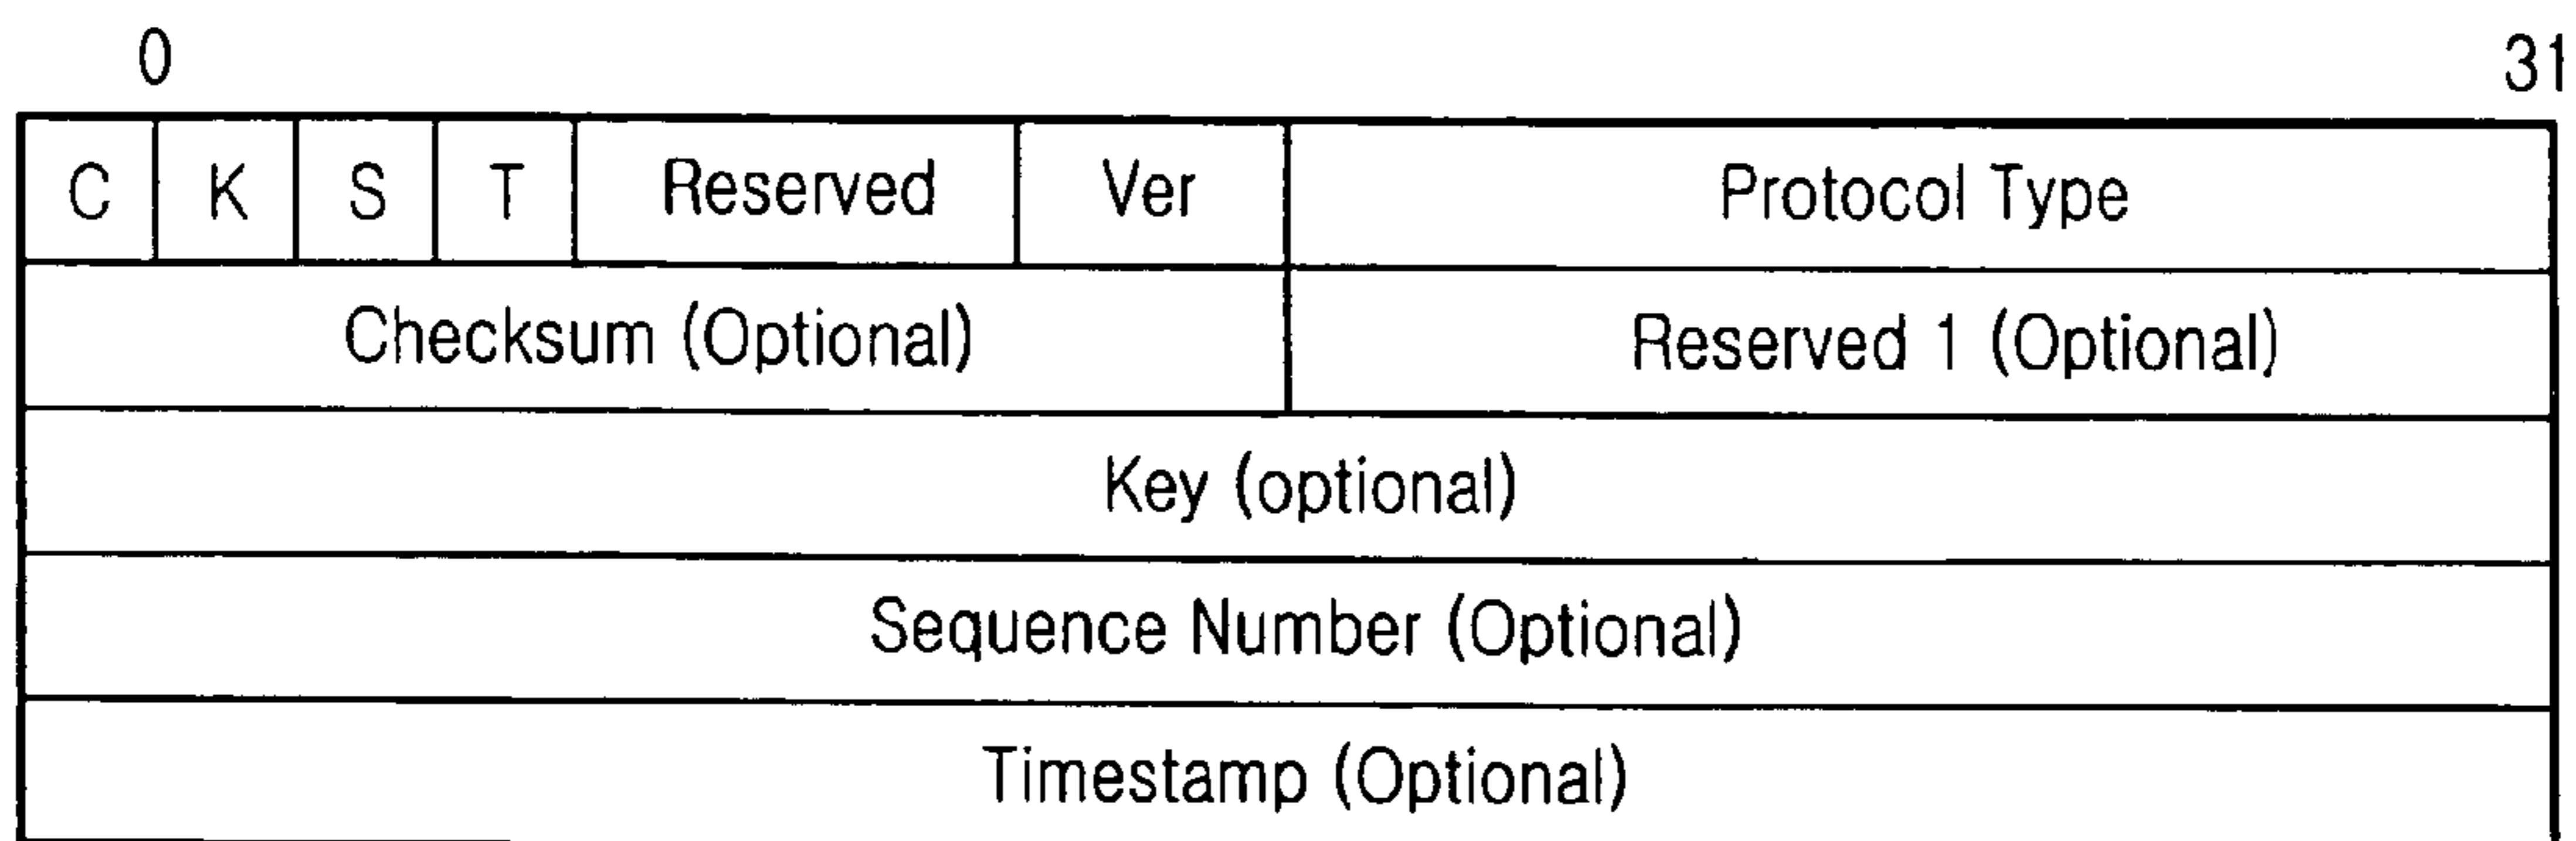 0 31
C K S T Reserved Ver Protocol Type
Checksum (Optional) Reserved 1 (Optional)
Key (optional)
Sequence Number (Optional)
Timestamp (Optional)